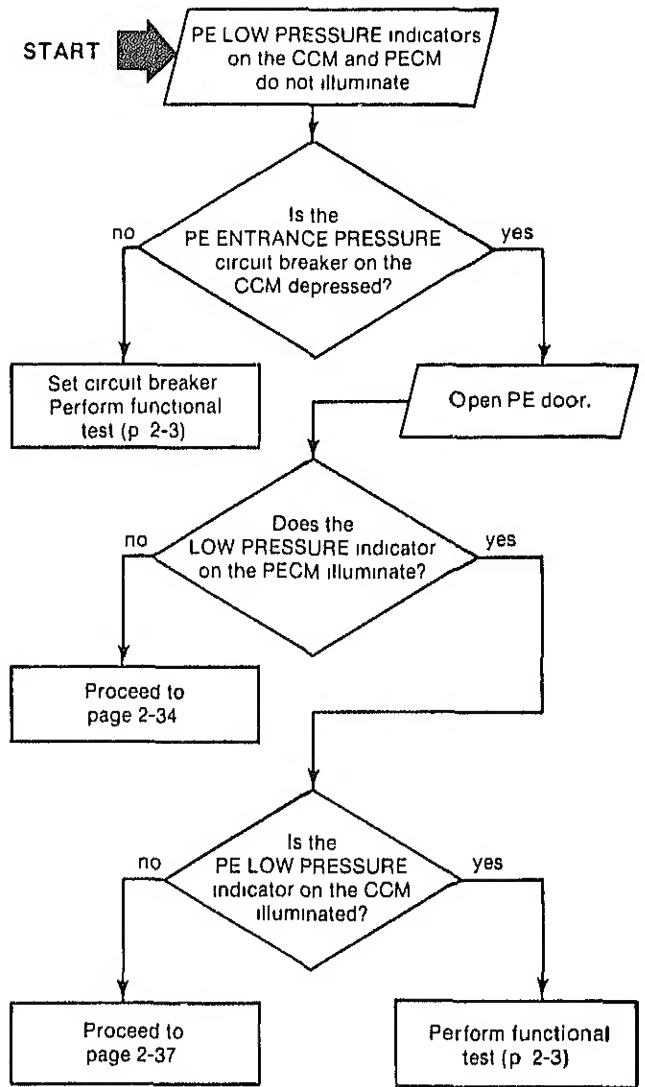 START
PE LOW PRESSURE indicators
on the CCM and PECM
do not illuminate
Is the
PE ENTRANCE PRESSURE
circuit breaker on the
CCM depressed?
no
yes
Set circuit breaker
Perform functional
test (p 2-3)
Open PE door.
Does the
LOW PRESSURE indicator
on the PECM illuminate?
no
yes
Proceed to
page 2-34
Is the
PE LOW PRESSURE
indicator on the CCM
illuminated?
no
yes
Proceed to
page 2-37
Perform functional
test (p 2-3)